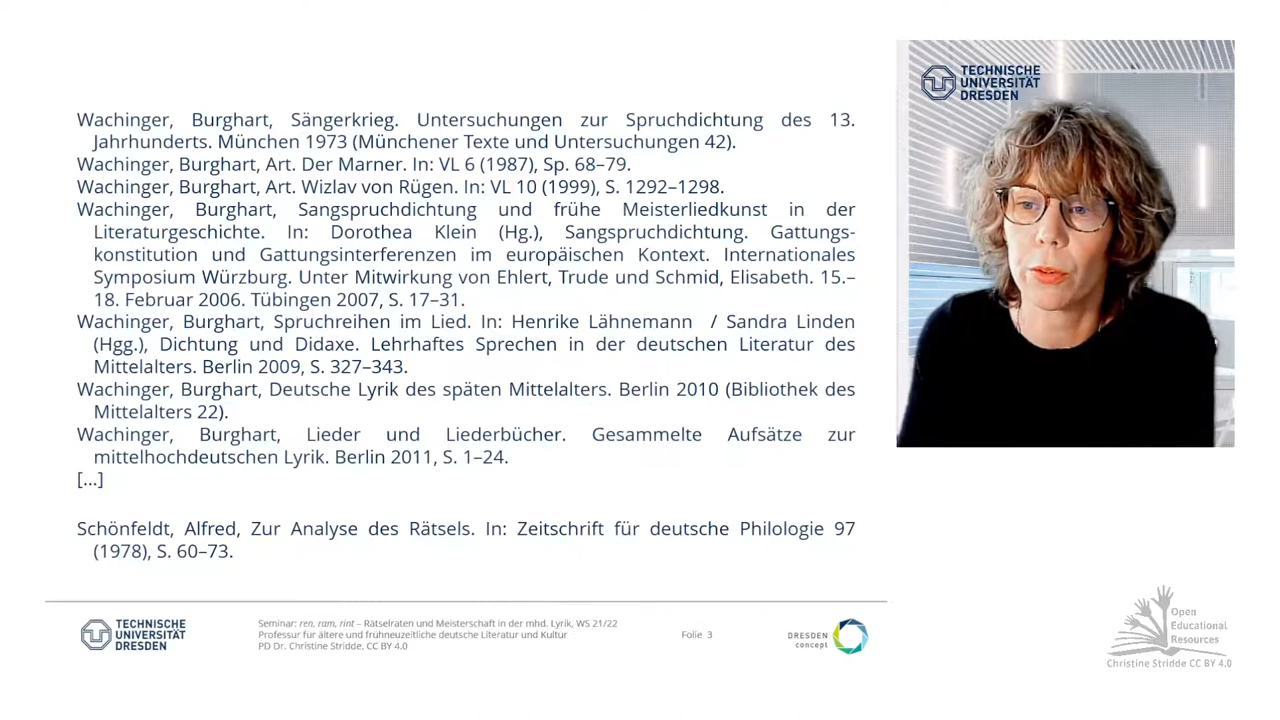 Wachinger, Burghart, Sängerkrieg. Untersuchungen zur Spruchdichtung des 13.
Jahrhunderts. München 1973 (Münchener Texte und Untersuchungen 42).
Wachinger, Burghart, Art. Der Marner. In: VL 6 (1987), Sp. 68–79.
Wachinger, Burghart, Art. Wizlav von Rügen. In: VL 10 (1999), S. 1292–1298.
Wachinger, Burghart, Sangspruchdichtung und frühe Meisterliedkunst in der
Literaturgeschichte. In: Dorothea Klein (Hg.), Sangspruchdichtung. Gattungs-
konstitution und Gattungsinterferenzen im europäischen Kontext. Internationales
Symposium Würzburg. Unter Mitwirkung von Ehlert, Trude und Schmid, Elisabeth. 15.–
18. Februar 2006. Tübingen 2007, S. 17–31.
Wachinger, Burghart, Spruchreihen im Lied. In: Henrike Lähnemann / Sandra Linden
(Hgg.), Dichtung und Didaxe. Lehrhaftes Sprechen in der deutschen Literatur des
Mittelalters. Berlin 2009, S. 327–343.
Wachinger, Burghart, Deutsche Lyrik des späten Mittelalters. Berlin 2010 (Bibliothek des
Mittelalters 22).
Wachinger, Burghart, Lieder und Liederbücher. Gesammelte Aufsätze zur
mittelhochdeutschen Lyrik. Berlin 2011, S. 1–24.
[...]
Schönfeldt, Alfred, Zur Analyse des Rätsels. In: Zeitschrift für deutsche Philologie 97
(1978), S. 60–73.
TECHNISCHE
UNIVERSITÄT
DRESDEN
TECHNISCHE
UNIVERSITÄT
DRESDEN
Seminar: ren, ram, rint – Rätselraten und Meisterschaft in der mhd. Lyrik, WS 21/22
Professur für ältere und frühneuzeitliche deutsche Literatur und Kultur
PD Dr. Christine Stridde, CC BY 4.0
Folie 3
DRESDEN
concept
Open
Educational
Resources
Christine Stridde CC BY 4.0